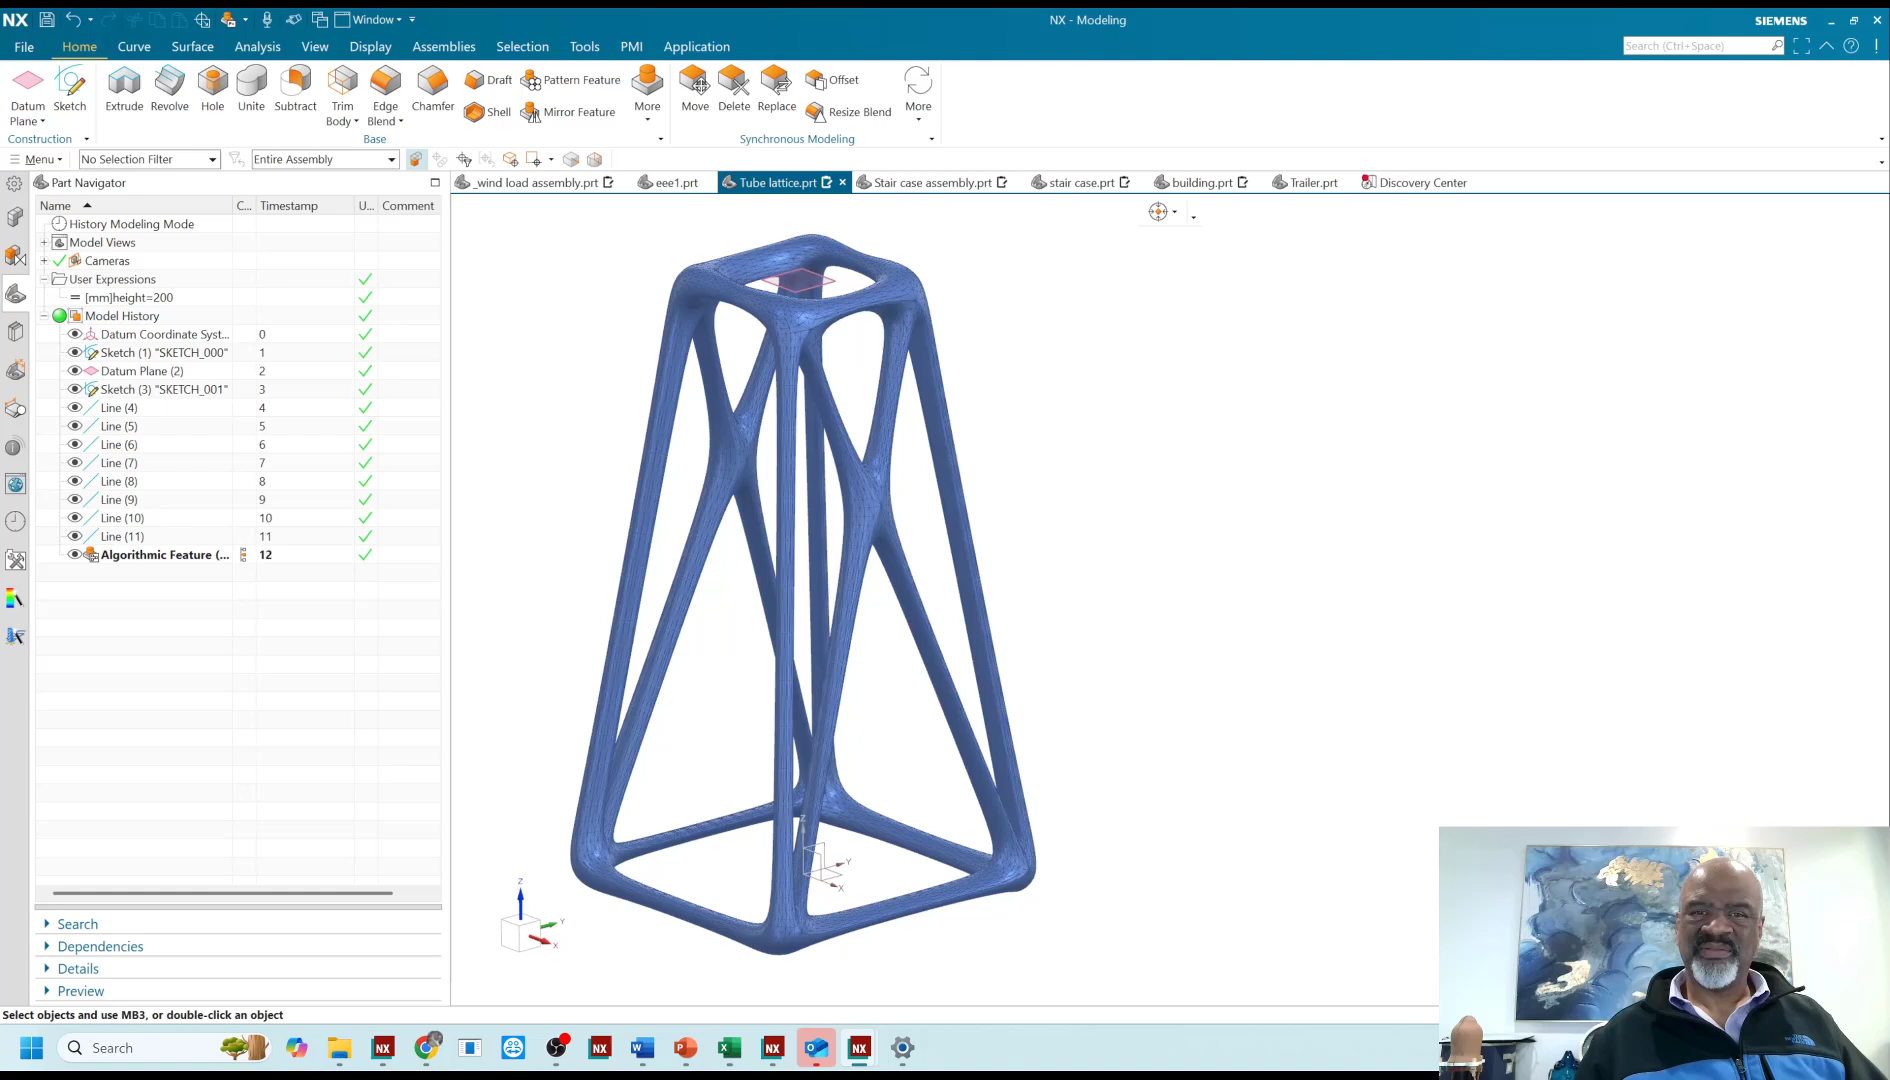 NX Window NX - Modeling SIEMENS
File Home Curve Surface Analysis View Display Assemblies Selection Tools PMI Application Search (Ctrl+Space)
Datum Plane Sketch Extrude Revolve Hole Unite Subtract Trim Body Edge Blend Chamfer Draft Pattern Feature Shell Mirror Feature More Move Delete Replace Offset Resize Blend More
Construction Base Synchronous Modeling
Menu No Selection Filter Entire Assembly
Part Navigator _wind load assembly.prt eee1.prt Tube lattice.prt Stair case assembly.prt stair case.prt building.prt Trailer.prt Discovery Center
Name C... Timestamp U... Comment
History Modeling Mode
Model Views
Cameras
User Expressions
[mm]height=200
Model History
Datum Coordinate Syst... 0
Sketch (1) "SKETCH_000" 1
Datum Plane (2) 2
Sketch (3) "SKETCH_001" 3
Line (4) 4
Line (5) 5
Line (6) 6
Line (7) 7
Line (8) 8
Line (9) 9
Line (10) 10
Line (11) 11
Algorithmic Feature (... 12
Z
Y
X
Z
Y
X
Search
Dependencies
Details
Preview
Select objects and use MB3, or double-click an object
Search